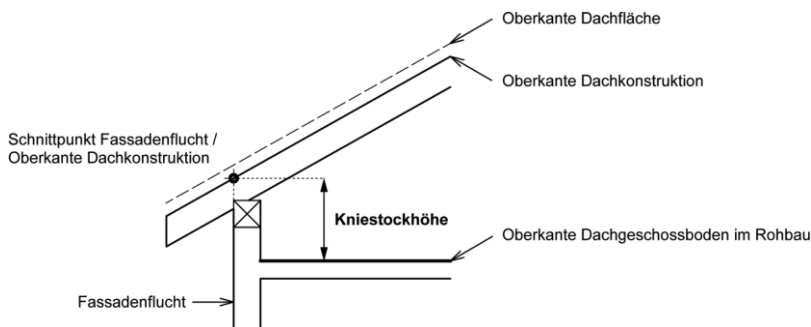 Oberkante Dachfläche
Oberkante Dachkonstruktion
Schnittpunkt Fassadenflucht /
Oberkante Dachkonstruktion
Kniestockhöhe
Oberkante Dachgeschossboden im Rohbau
Fassadenflucht